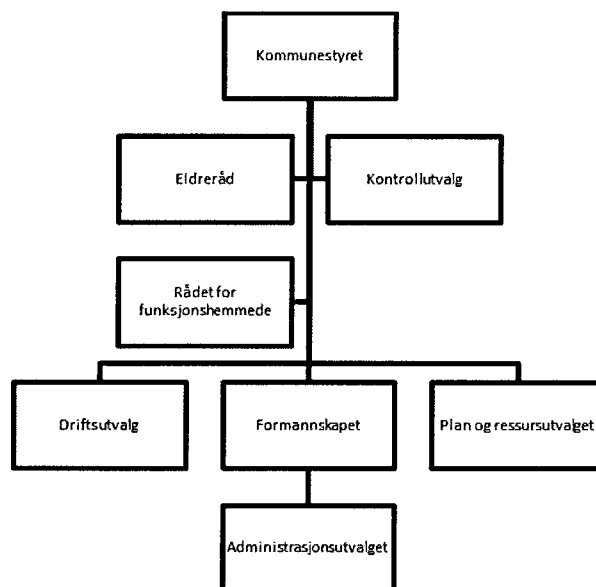 Kommunestyret
Eldreråd
Kontrollutvalg
Rådet for
funksjonshemmede
Driftsutvalg
Formannskapet
Plan og ressursutvalget
Administrasjonsutvalget